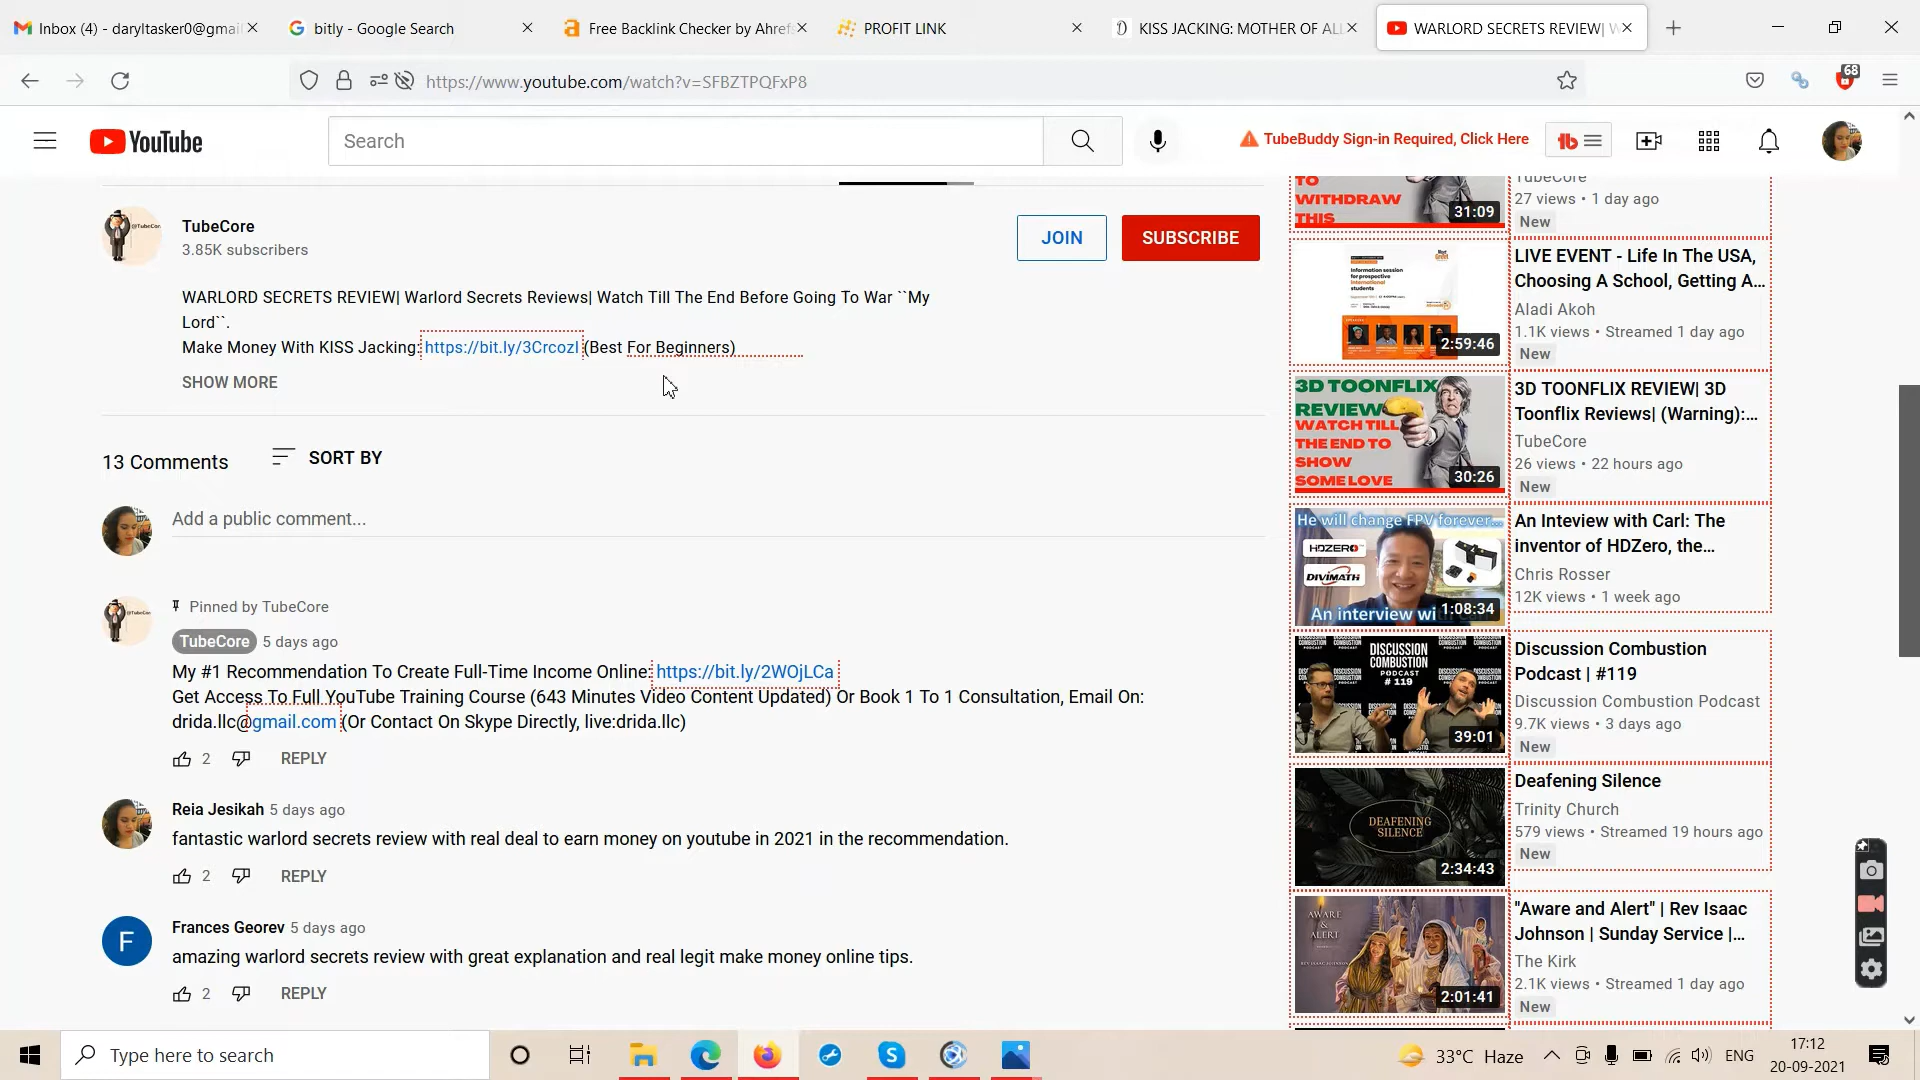 Inbox (4) - daryltasker0@gmai
bitly - Google Search
Free Backlink Checker by Ahrefs
PROFIT LINK
KISS JACKING: MOTHER OF AL
WARLORD SECRETS REVIEW| W
https://www.youtube.com/watch?v=SFBZTPQFxP8
68
YouTube
Search
TubeBuddy Sign-in Required, Click Here
tb
TubeCore
3.85K subscribers
JOIN
SUBSCRIBE
WARLORD SECRETS REVIEW| Warlord Secrets Reviews| Watch Till The End Before Going To War ``My
Lord``.
Make Money With KISS Jacking: https://bit.ly/3CrcozI (Best For Beginners)
SHOW MORE
13 Comments
SORT BY
Add a public comment...
Pinned by TubeCore
TubeCore 5 days ago
My #1 Recommendation To Create Full-Time Income Online: https://bit.ly/2WOjLCa
Get Access To Full YouTube Training Course (643 Minutes Video Content Updated) Or Book 1 To 1 Consultation, Email On:
drida.llc@gmail.com (Or Contact On Skype Directly, live:drida.llc)
2
REPLY
Reia Jesikah 5 days ago
fantastic warlord secrets review with real deal to earn money on youtube in 2021 in the recommendation.
2
REPLY
F
Frances Georev 5 days ago
amazing warlord secrets review with great explanation and real legit make money online tips.
2
REPLY
TO
WITHDRAW
THIS
31:09
TubeCore
27 views • 1 day ago
New
Information session
for prospective
International
students
2:59:46
LIVE EVENT - Life In The USA,
Choosing A School, Getting A...
Aladi Akoh
1.1K views • Streamed 1 day ago
New
3D TOONFLIX
REVIEW
WATCH TILL
THE END TO
SHOW
SOME LOVE
30:26
3D TOONFLIX REVIEW| 3D
Toonflix Reviews| (Warning):...
TubeCore
26 views • 22 hours ago
New
He will change FPV forever...
HDZERO
DIVIMATH
An interview wi
1:08:34
An Inteview with Carl: The
inventor of HDZero, the...
Chris Rosser
12K views • 1 week ago
DISCUSSION
COMBUSTION
PODCAST
# 119
39:01
Discussion Combustion
Podcast | #119
Discussion Combustion Podcast
9.7K views • 3 days ago
New
DEAFENING
SILENCE
2:34:43
Deafening Silence
Trinity Church
579 views • Streamed 19 hours ago
New
AWARE
&
ALERT
2:01:41
"Aware and Alert" | Rev Isaac
Johnson | Sunday Service |...
The Kirk
2.1K views • Streamed 1 day ago
New
Type here to search
33°C Haze
ENG
17:12
20-09-2021